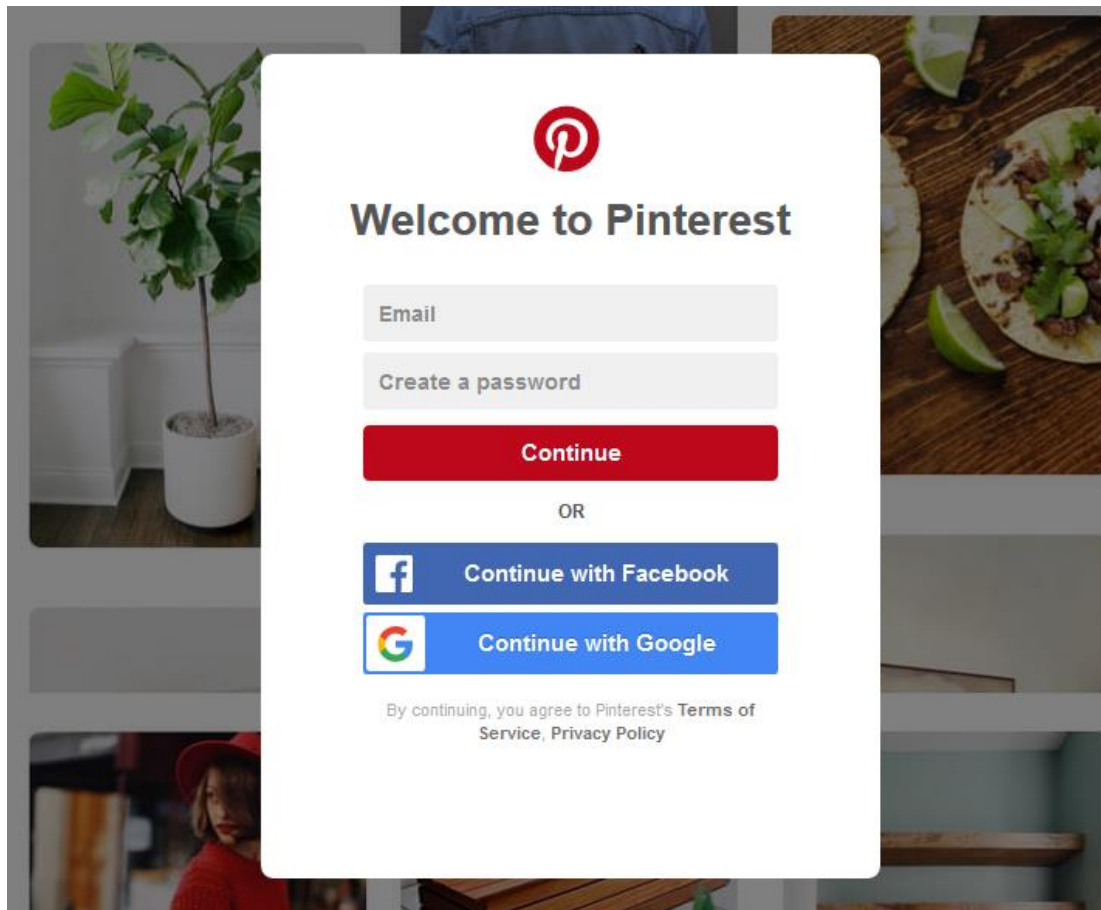 Welcome to Pinterest
Email
Create a password
Continue
OR
Continue with Facebook
Continue with Google
By continuing, you agree to Pinterest's Terms of
Service, Privacy Policy